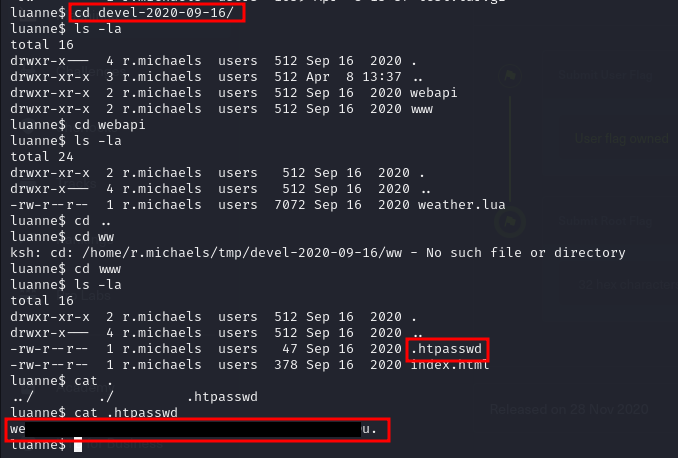 luanne$ cd devel-2020-09-16/
luanne$ ls -la
total 16
drwxr-x--- 4 r.michaels users 512 Sep 16 2020 .
drwxr-xr-x 3 r.michaels users 512 Apr 8 13:37 ..
drwxr-xr-x 2 r.michaels users 512 Sep 16 2020 webapi
drwxr-xr-x 2 r.michaels users 512 Sep 16 2020 www
luanne$ cd webapi
luanne$ ls -la
total 24
drwxr-xr-x 2 r.michaels users 512 Sep 16 2020 .
drwxr-x--- 4 r.michaels users 512 Sep 16 2020 ..
-rw-r--r-- 1 r.michaels users 7072 Sep 16 2020 weather.lua
luanne$ cd ..
luanne$ cd ww
ksh: cd: /home/r.michaels/tmp/devel-2020-09-16/ww - No such file or directory
luanne$ cd www
luanne$ ls -la
total 16
drwxr-xr-x 2 r.michaels users 512 Sep 16 2020 .
drwxr-x--- 4 r.michaels users 512 Sep 16 2020 ..
-rw-r--r-- 1 r.michaels users 47 Sep 16 2020 .htpasswd
-rw-r--r-- 1 r.michaels users 378 Sep 16 2020 index.html
luanne$ cat .
../ ./ .htpasswd
luanne$ cat .htpasswd
we u.
luanne$
User flag owned
Released on 28 Nov 2020